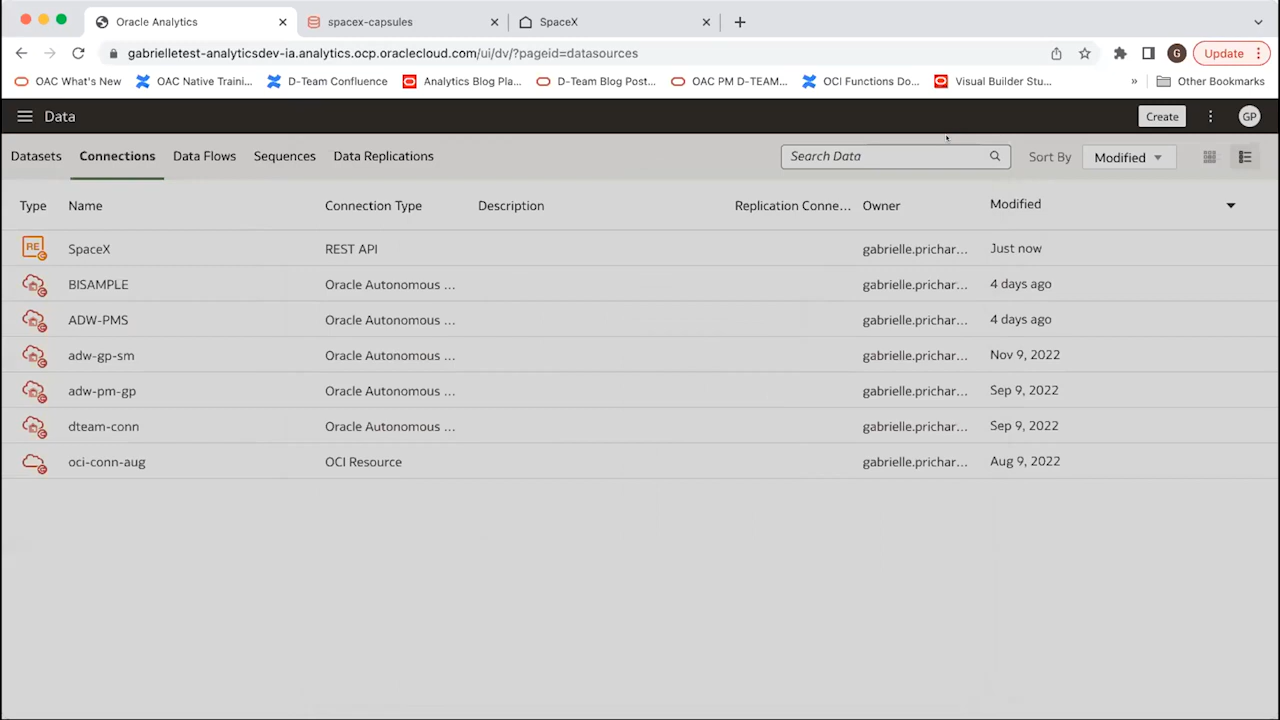 Oracle Analytics
spacex-capsules
SpaceX
gabrielletest-analyticsdev-ia.analytics.ocp.oraclecloud.com/ui/dv/?pageid=datasources
G
Update
OAC What's New
OAC Native Traini...
D-Team Confluence
Analytics Blog Pla...
D-Team Blog Post...
OAC PM D-TEAM...
OCI Functions Do...
Visual Builder Stu...
»
Other Bookmarks
Data
Create
GP
Datasets
Connections
Data Flows
Sequences
Data Replications
Search Data
Sort By
Modified
Type Name Connection Type Description Replication Conne... Owner Modified
RE SpaceX REST API gabrielle.prichar... Just now
BISAMPLE Oracle Autonomous ... gabrielle.prichar... 4 days ago
ADW-PMS Oracle Autonomous ... gabrielle.prichar... 4 days ago
adw-gp-sm Oracle Autonomous ... gabrielle.prichar... Nov 9, 2022
adw-pm-gp Oracle Autonomous ... gabrielle.prichar... Sep 9, 2022
dteam-conn Oracle Autonomous ... gabrielle.prichar... Sep 9, 2022
oci-conn-aug OCI Resource gabrielle.prichar... Aug 9, 2022